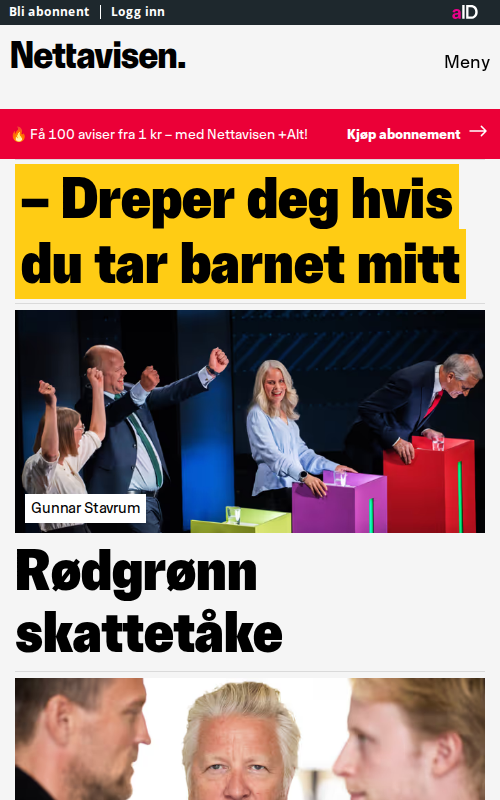 Bli abonnent | Logg inn
aID
Nettavisen.
Meny
🔥 Få 100 aviser fra 1 kr – med Nettavisen +Alt!
Kjøp abonnement →
– Dreper deg hvis
du tar barnet mitt
Gunnar Stavrum
Rødgrønn
skattetåke